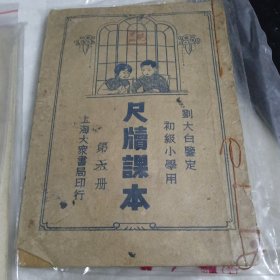 劉大白鑒定
初級小學用
尺牘課本
第六册
上海大衆書局印行